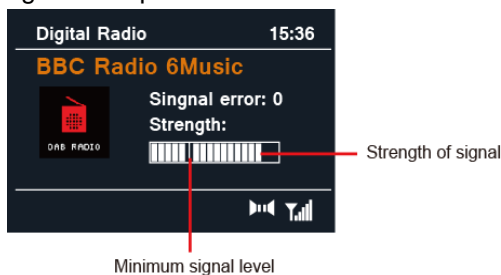 Digital Radio 15:36
BBC Radio 6Music
DAB RADIO
Singnal error: 0
Strength:
Strength of signal
Minimum signal level